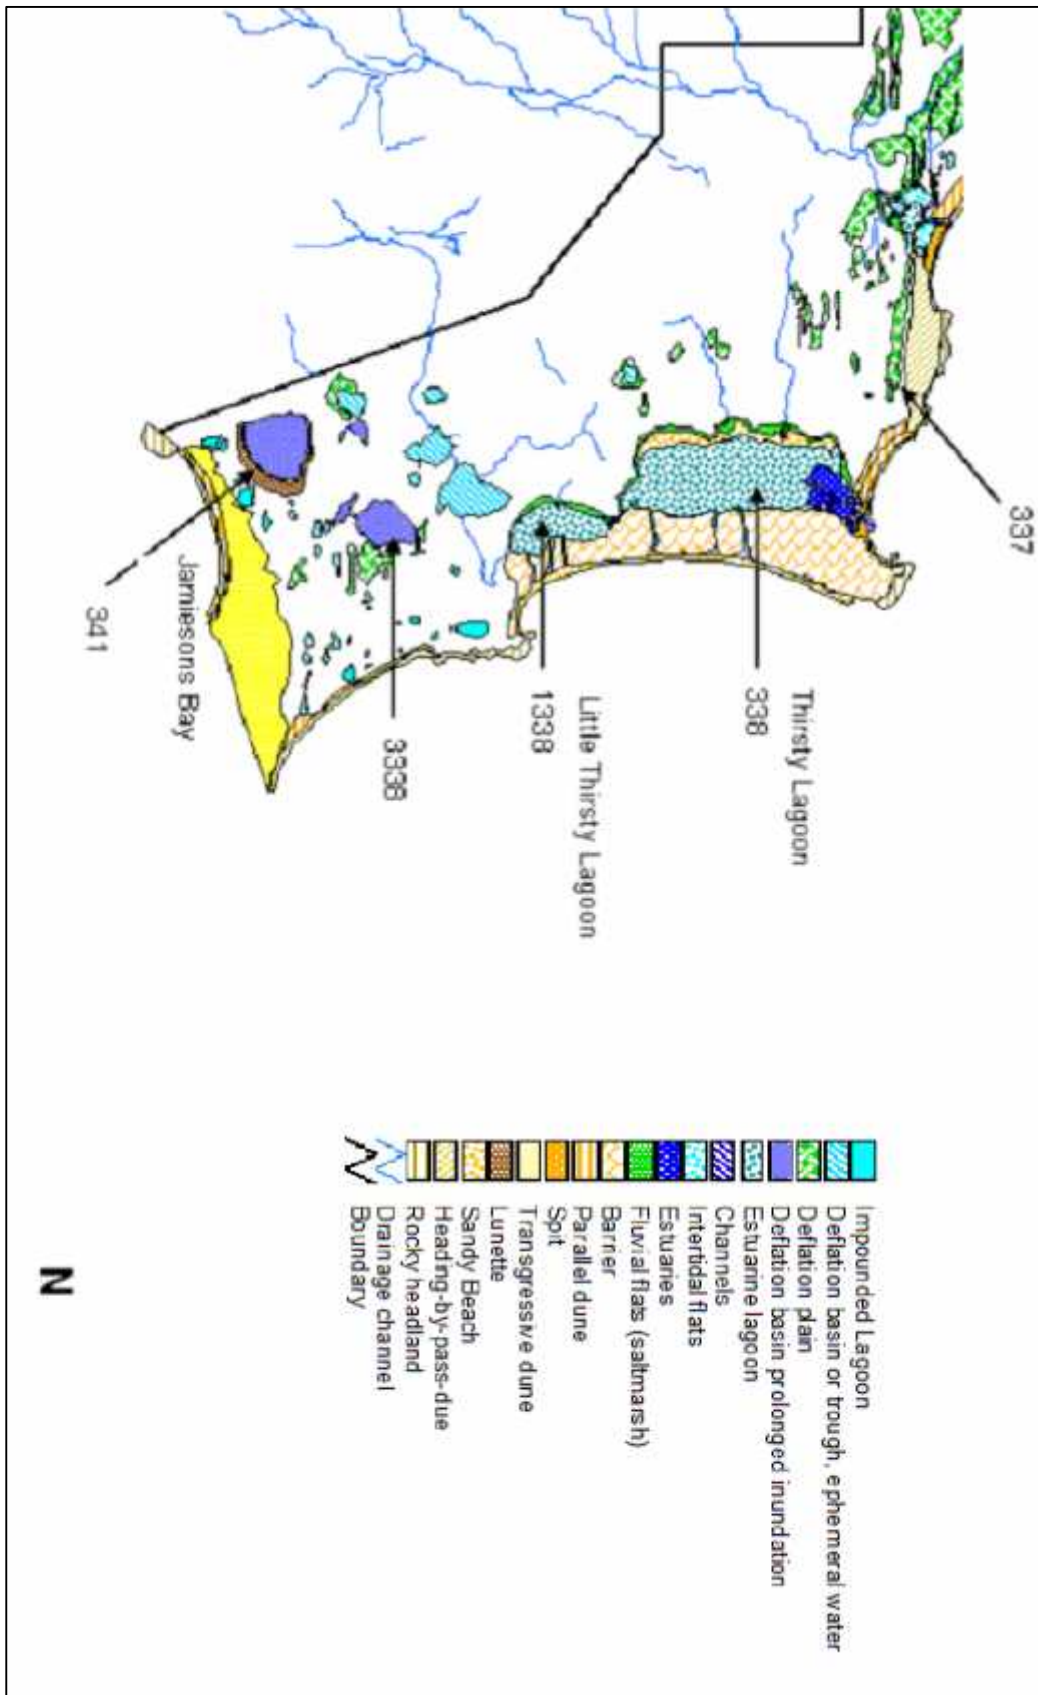 337
Thirsty Lagoon
338
Little Thirsty Lagoon
1338
3338
Jamiesons Bay
341
Impounded Lagoon
Deflation basin or trough, ephemeral water
Deflation plain
Deflation basin prolonged inundation
Estuarine lagoon
Channels
Intertidal flats
Estuaries
Fluvial flats (saltmarsh)
Barrier
Parallel dune
Spit
Transgressive dune
Lunette
Sandy Beach
Heading-by-pass-due
Rocky headland
Drainage channel
Boundary
N